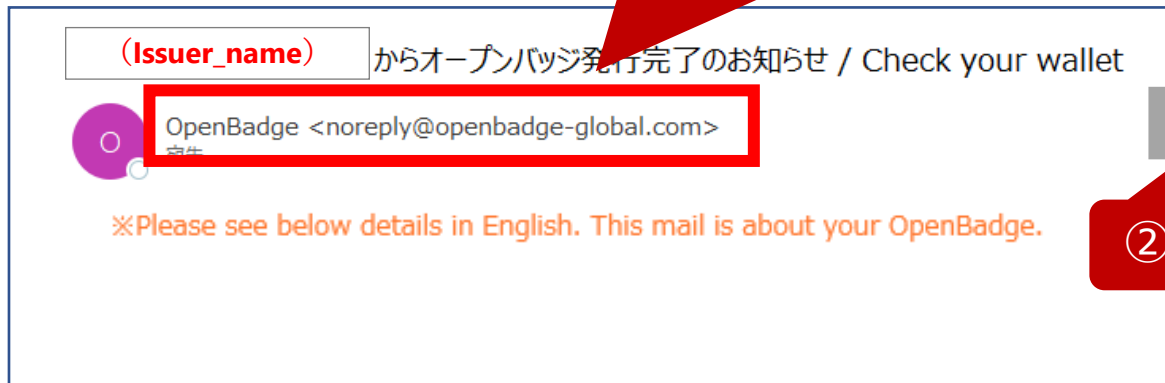 （Issuer_name） からオープンバッジ発行完了のお知らせ / Check your wallet
O OpenBadge <noreply@openbadge-global.com>
※Please see below details in English. This mail is about your OpenBadge.
②